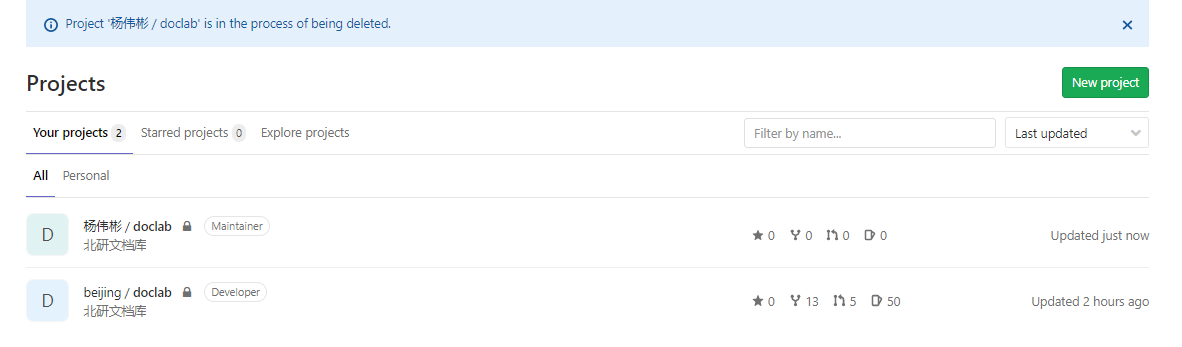 Project '杨伟彬 / doclab' is in the process of being deleted.
Projects
New project
Your projects 2 Starred projects 0 Explore projects Filter by name... Last updated
All Personal
D 杨伟彬 / doclab Maintainer 0 0 0 0 Updated just now
北研文档库
D beijing / doclab Developer 0 13 5 50 Updated 2 hours ago
北研文档库